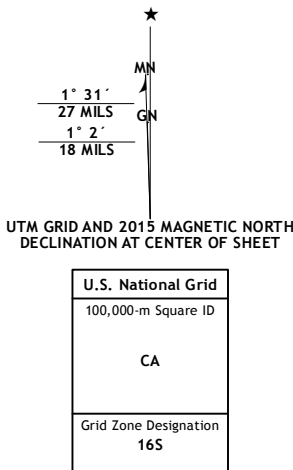 ★
MN
1° 31´
27 MILS
GN
1° 2´
18 MILS
UTM GRID AND 2015 MAGNETIC NORTH
DECLINATION AT CENTER OF SHEET
U.S. National Grid
100,000-m Square ID
CA
Grid Zone Designation
16S